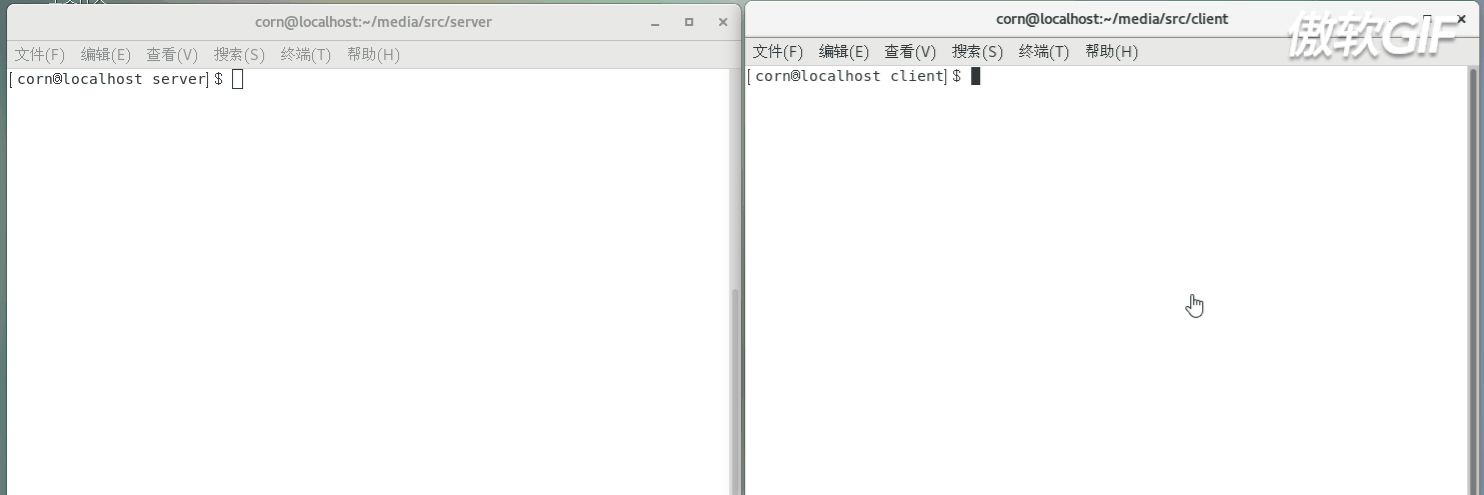 corn@localhost:~/media/src/server
文件(F) 编辑(E) 查看(V) 搜索(S) 终端(T) 帮助(H)
[corn@localhost server]$
corn@localhost:~/media/src/client
文件(F) 编辑(E) 查看(V) 搜索(S) 终端(T) 帮助(H)
[corn@localhost client]$
傲软GIF